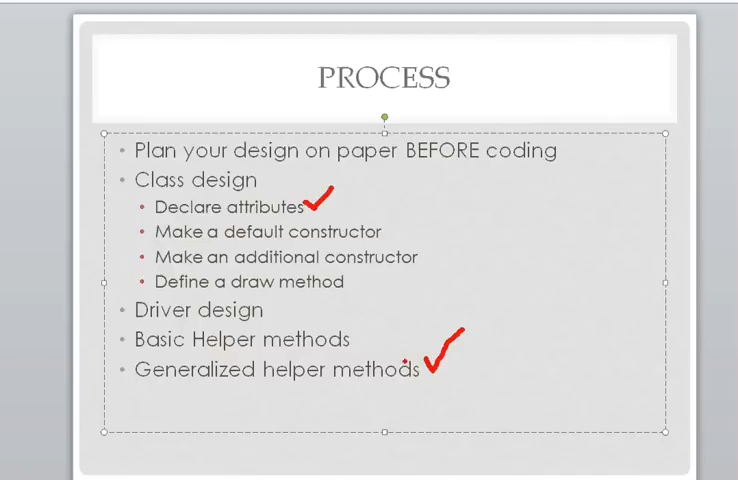 PROCESS
Plan your design on paper BEFORE coding
Class design
Declare attributes
Make a default constructor
Make an additional constructor
Define a draw method
Driver design
Basic Helper methods
Generalized helper methods